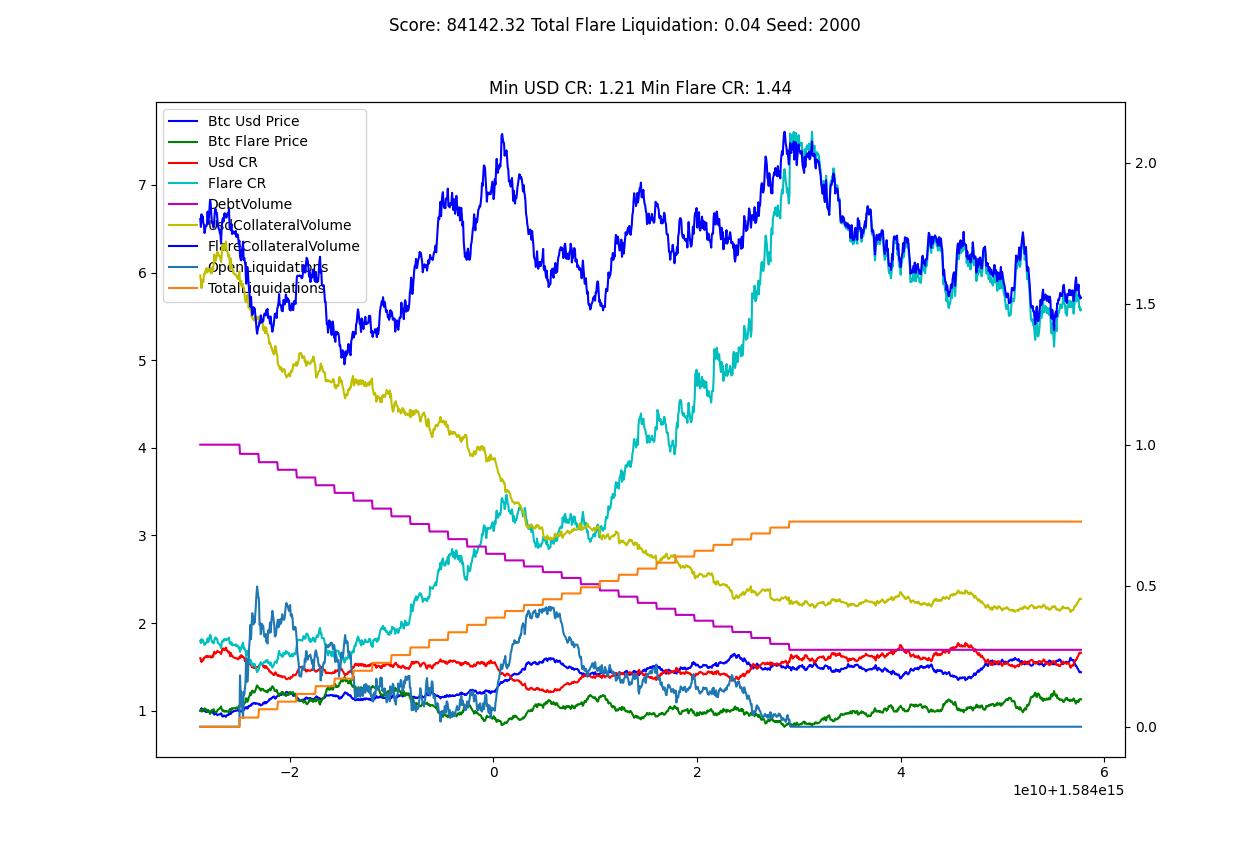 Score: 84142.32 Total Flare Liquidation: 0.04 Seed: 2000
Min USD CR: 1.21 Min Flare CR: 1.44
Btc Usd Price
Btc Flare Price
Usd CR
Flare CR
DebtVolume
UsdCollateralVolume
FlareCollateralVolume
OpenLiquidations
TotalLiquidations
7
6
5
4
3
2
1
2.0
1.5
1.0
0.5
0.0
−2
0
2
4
6
1e10+1.584e15